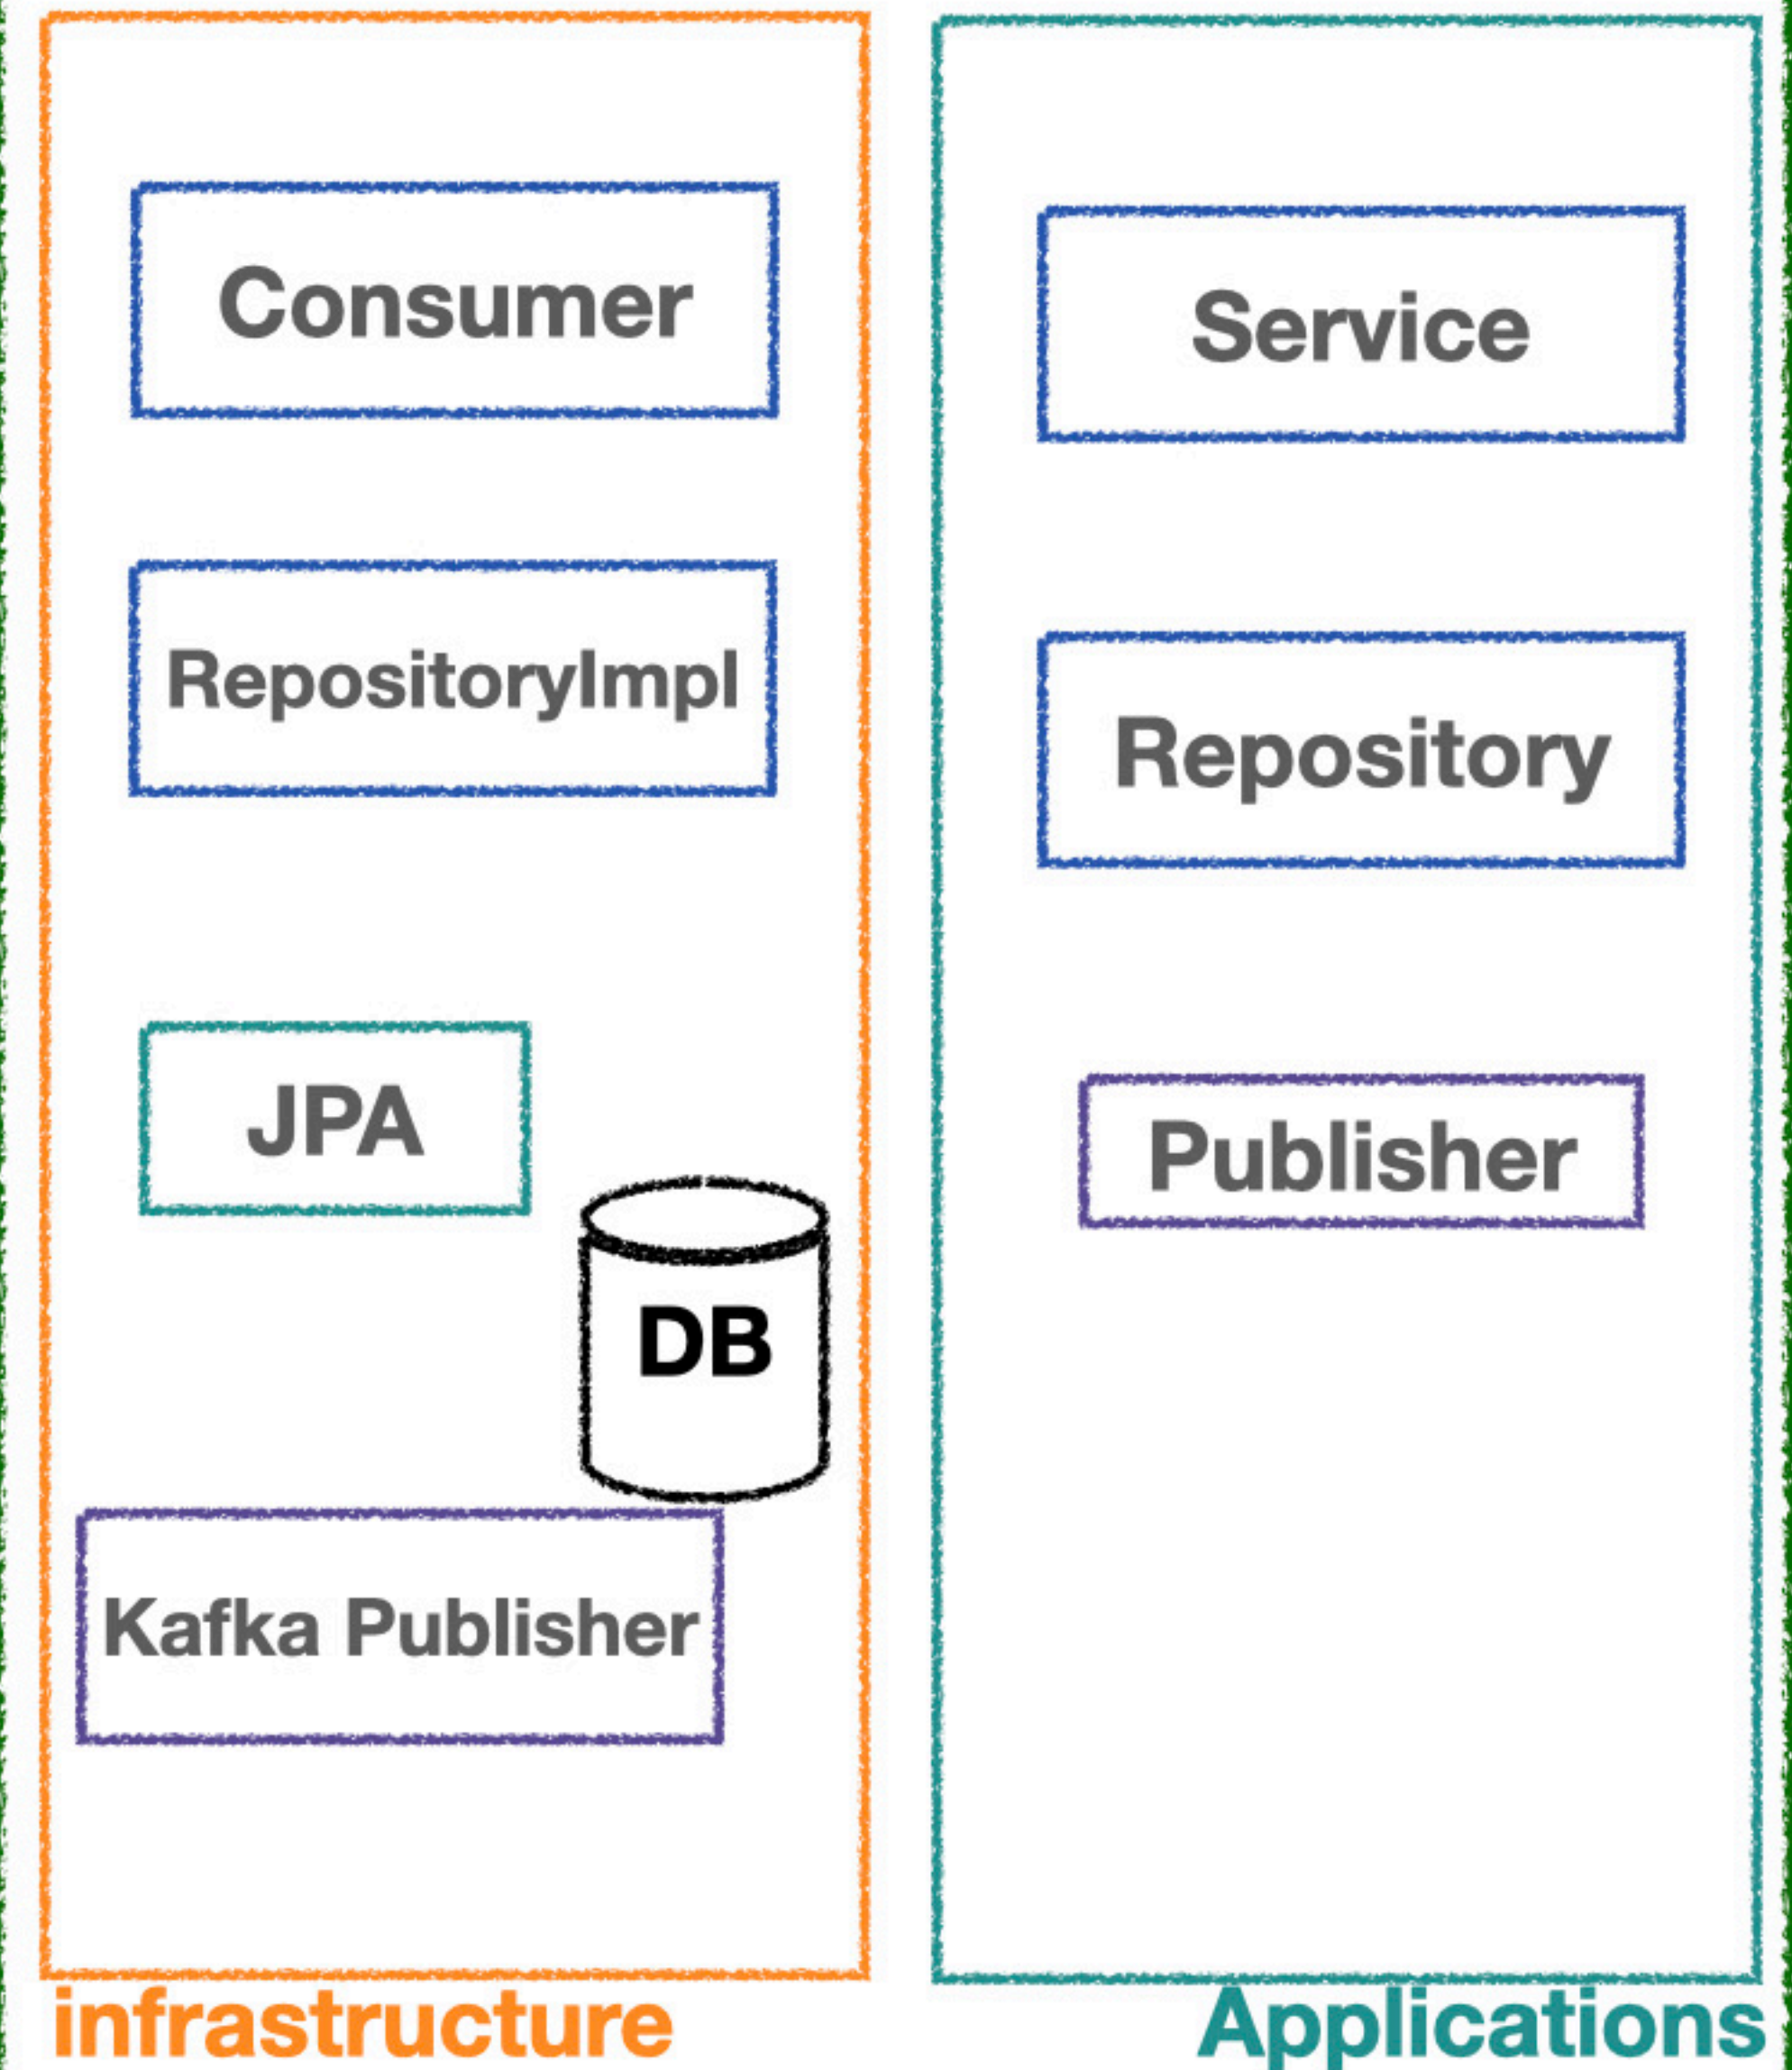 Consumer
RepositoryImpl
JPA
DB
Kafka Publisher
infrastructure
Service
Repository
Publisher
Applications